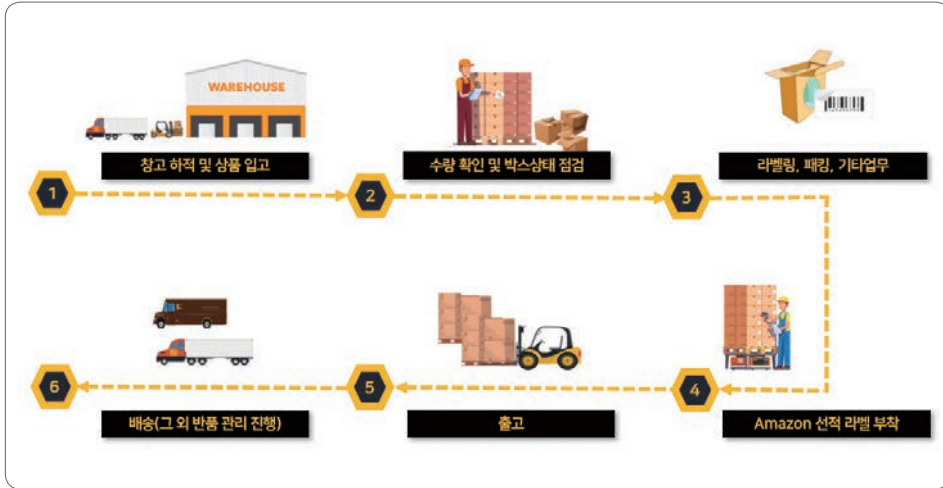 WAREHOUSE
창고 하적 및 상품 입고
수량 확인 및 박스상태 점검
라벨링, 패킹, 기타업무
1
2
3
6
5
4
배송(그 외 반품 관리 진행)
출고
Amazon 선적 라벨 부착